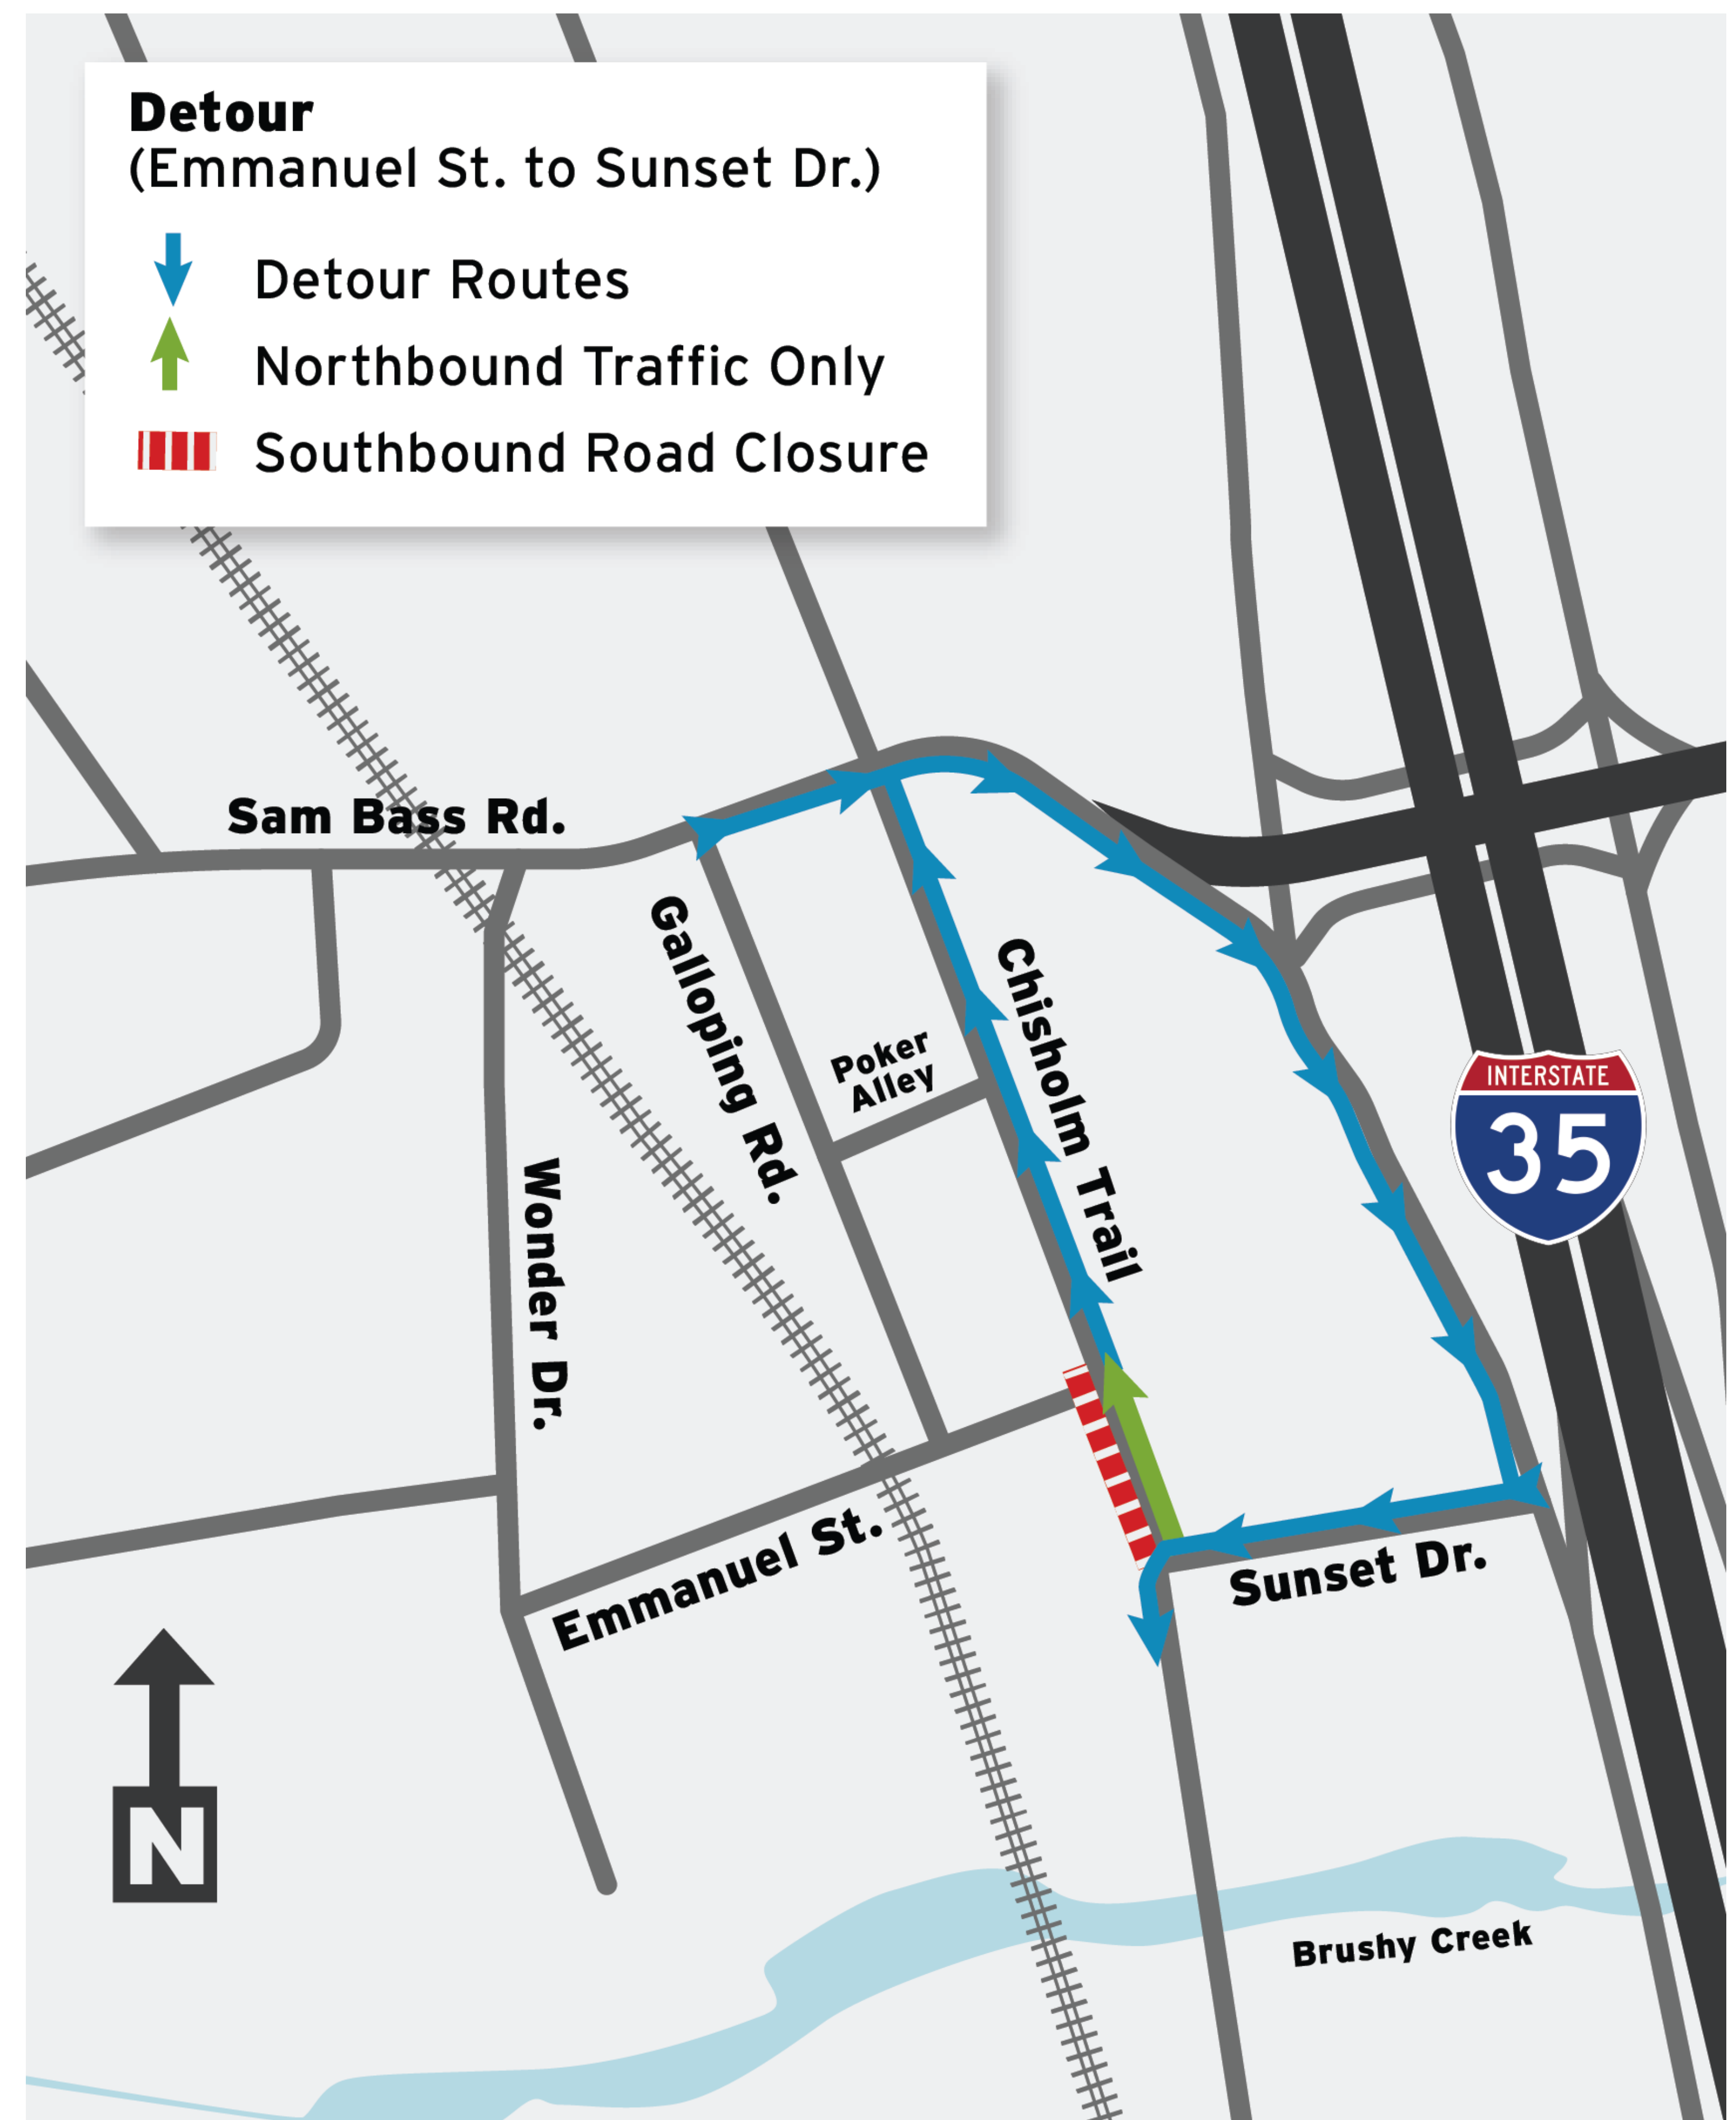 Detour
(Emmanuel St. to Sunset Dr.)
Detour Routes
Northbound Traffic Only
Southbound Road Closure
Sam Bass Rd.
Galloping Rd.
Chisholm Trail
Poker
Alley
INTERSTATE
35
Wonder Dr.
Emmanuel St.
Sunset Dr.
N
Brushy Creek